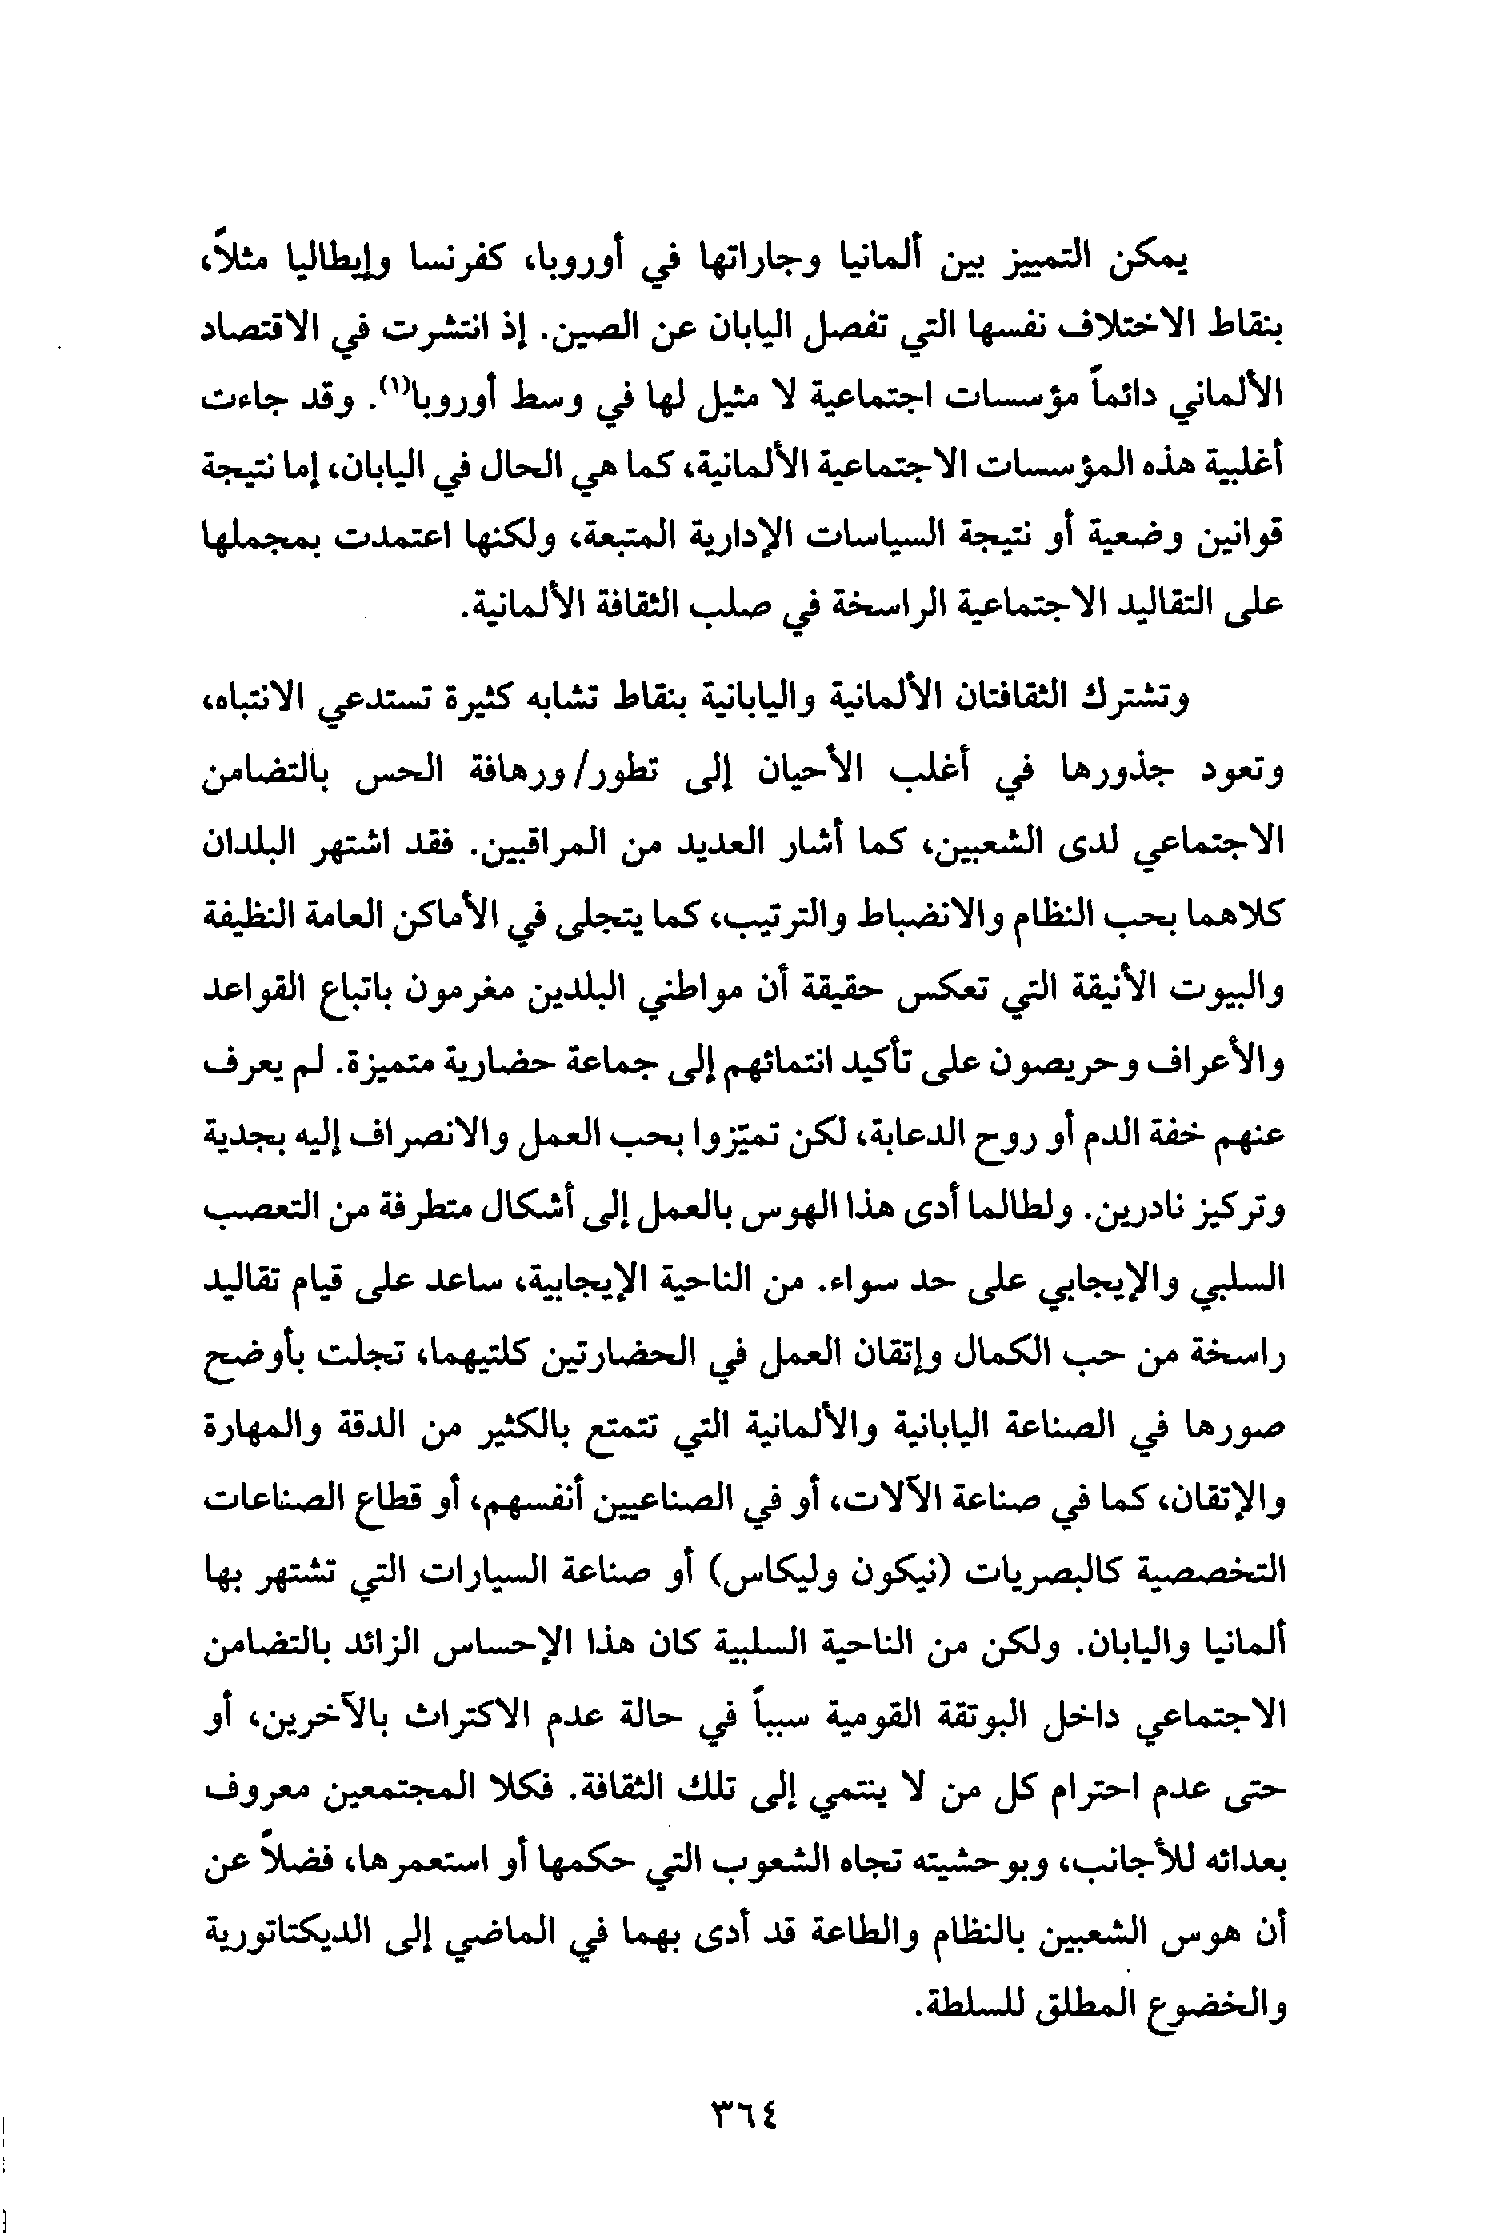 يمكن التمييز بين ألمانيا وجاراتها في أوروبا، كفرنسا وإيطاليا مثلاً،
بنقاط الاختلاف نفسها التي تفصل اليابان عن الصين. إذ انتشرت في الاقتصاد
الألماني دائماً مؤسسات اجتماعية لا مثيل لها في وسط أوروبا(١). وقد جاءت
أغلبية هذه المؤسسات الاجتماعية الألمانية، كما هي الحال في اليابان، إما نتيجة
قوانين وضعية أو نتيجة السياسات الإدارية المتبعة، ولكنها اعتمدت بمجملها
على التقاليد الاجتماعية الراسخة في صلب الثقافة الألمانية.
وتشترك الثقافتان الألمانية واليابانية بنقاط تشابه كثيرة تستدعي الانتباه،
وتعود جذورها في أغلب الأحيان إلى تطور/ورهافة الحس بالتضامن
الاجتماعي لدى الشعبين، كما أشار العديد من المراقبين. فقد اشتهر البلدان
كلاهما بحب النظام والانضباط والترتيب، كما يتجلى في الأماكن العامة النظيفة
والبيوت الأنيقة التي تعكس حقيقة أن مواطني البلدين مغرمون باتباع القواعد
والأعراف وحريصون على تأكيد انتمائهم إلى جماعة حضارية متميزة. لم يعرف
عنهم خفة الدم أو روح الدعابة، لكن تميّزوا بحب العمل والانصراف إليه بجدية
وتركيز نادرين. ولطالما أدى هذا الهوس بالعمل إلى أشكال متطرفة من التعصب
السلبي والإيجابي على حد سواء. من الناحية الإيجابية، ساعد على قيام تقاليد
راسخة من حب الكمال وإتقان العمل في الحضارتين كلتيهما، تجلت بأوضح
صورها في الصناعة اليابانية والألمانية التي تتمتع بالكثير من الدقة والمهارة
والإتقان، كما في صناعة الآلات، أو في الصناعيين أنفسهم، أو قطاع الصناعات
التخصصية كالبصريات (نيكون وليكاس) أو صناعة السيارات التي تشتهر بها
ألمانيا واليابان. ولكن من الناحية السلبية كان هذا الإحساس الزائد بالتضامن
الاجتماعي داخل البوتقة القومية سبباً في حالة عدم الاكتراث بالآخرين، أو
حتى عدم احترام كل من لا ينتمي إلى تلك الثقافة. فكلا المجتمعين معروف
بعدائه للأجانب، وبوحشيته تجاه الشعوب التي حكمها أو استعمرها، فضلاً عن
أن هوس الشعبين بالنظام والطاعة قد أدى بهما في الماضي إلى الديكتاتورية
والخضوع المطلق للسلطة.
٣٦٤